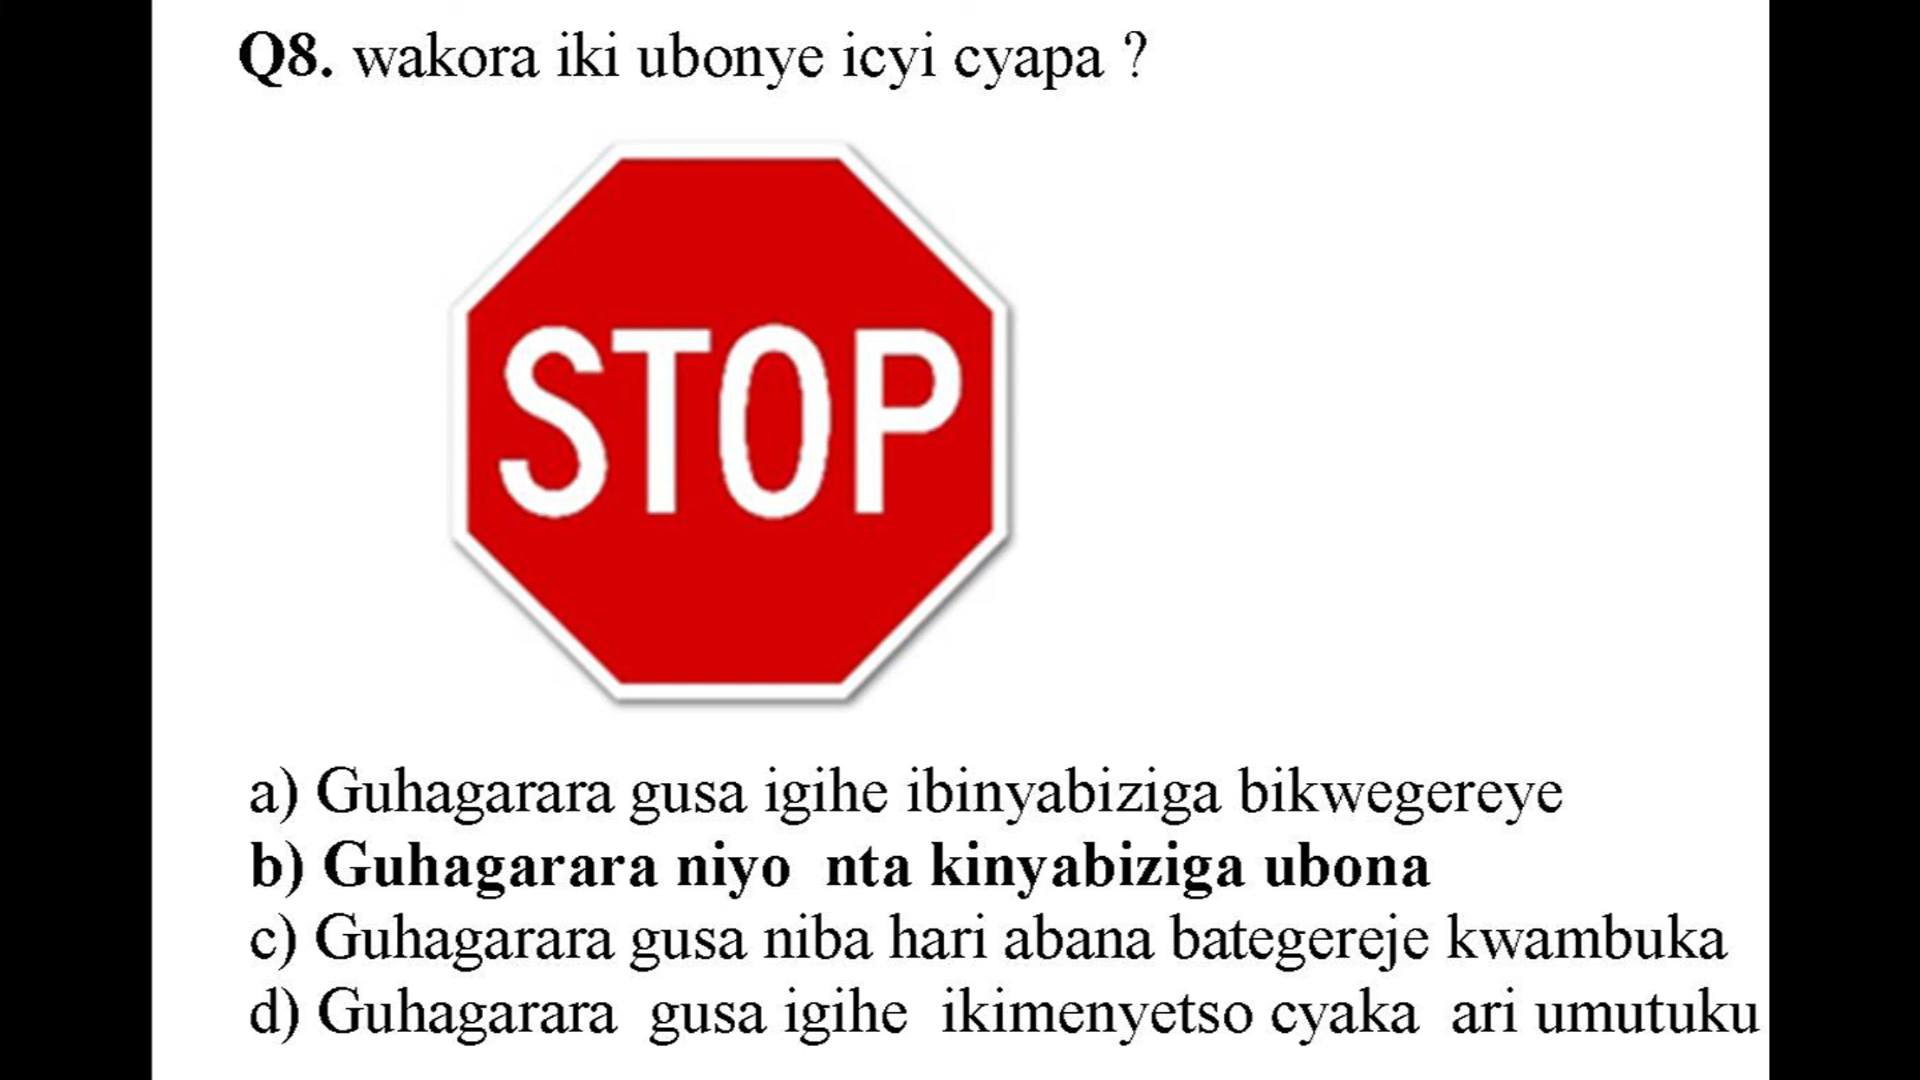 Q8. wakora iki ubonye icyi cyapa ?
STOP
a) Guhagarara gusa igihe ibinyabiziga bikwegereye
b) Guhagarara niyo nta kinyabiziga ubona
c) Guhagarara gusa niba hari abana bategereje kwambuka
d) Guhagarara gusa igihe ikimenyetso cyaka ari umutuku